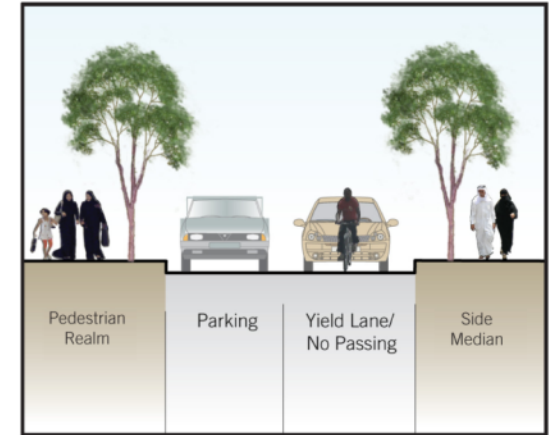 Pedestrian
Realm
Parking
Yield Lane/
No Passing
Side
Median